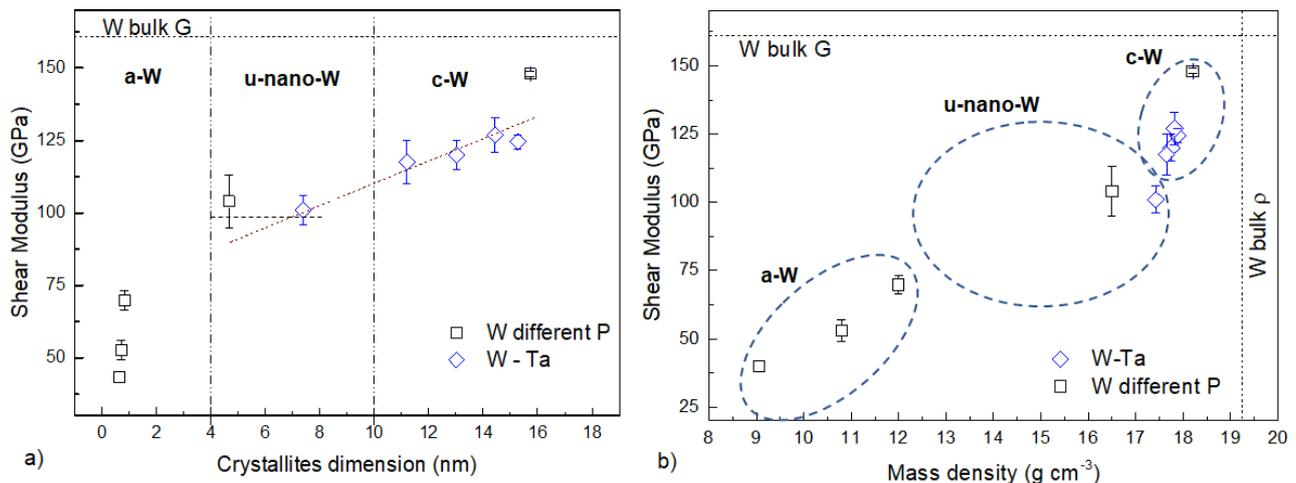 W bulk G
a-W
u-nano-W
c-W
150
125
100
75
50
Shear Modulus (GPa)
W different P
W - Ta
0
2
4
6
8
10
12
14
16
18
Crystallites dimension (nm)
a)
W bulk G
c-W
u-nano-W
a-W
150
125
100
75
50
25
Shear Modulus (GPa)
W bulk ρ
W-Ta
W different P
8
9
10
11
12
13
14
15
16
17
18
19
20
Mass density (g cm⁻³)
b)